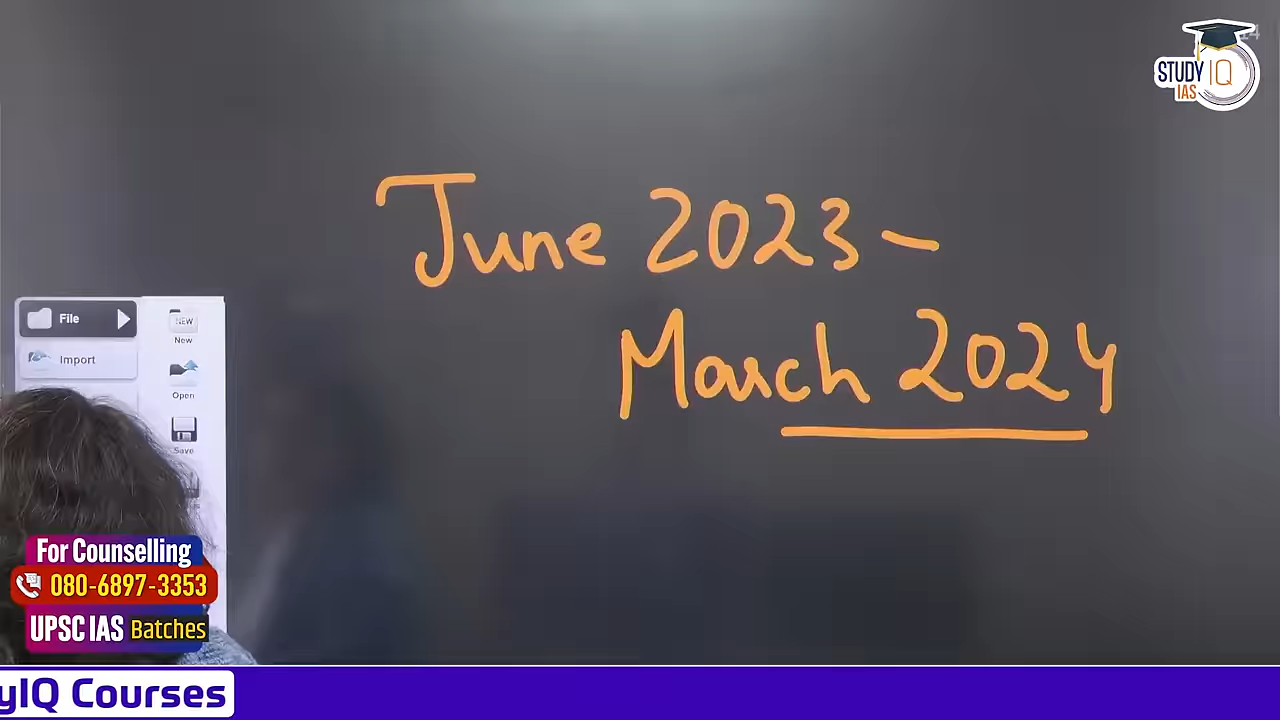 STUDY IQ
IAS
June 2023 –
March 2024
File
NEW
New
Import
Open
Save
For Counselling
080-6897-3353
UPSC IAS Batches
yIQ Courses